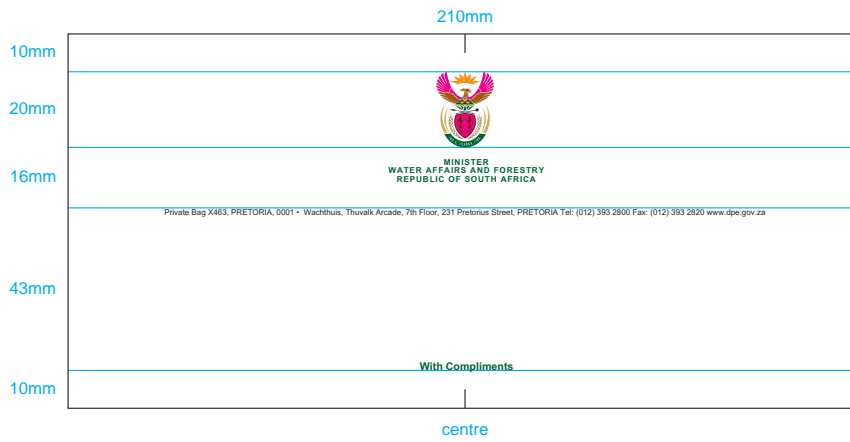 210mm
10mm
20mm
MINISTER
WATER AFFAIRS AND FORESTRY
16mm
REPUBLIC OF SOUTH AFRICA
Private Bag X463, PRETORIA, 0001 • Wachthuis, Thuvalk Arcade, 7th Floor, 231 Pretorius Street, PRETORIA Tel: (012) 393 2800 Fax: (012) 393 2820 www.dpe.gov.za
43mm
With Compliments
10mm
centre